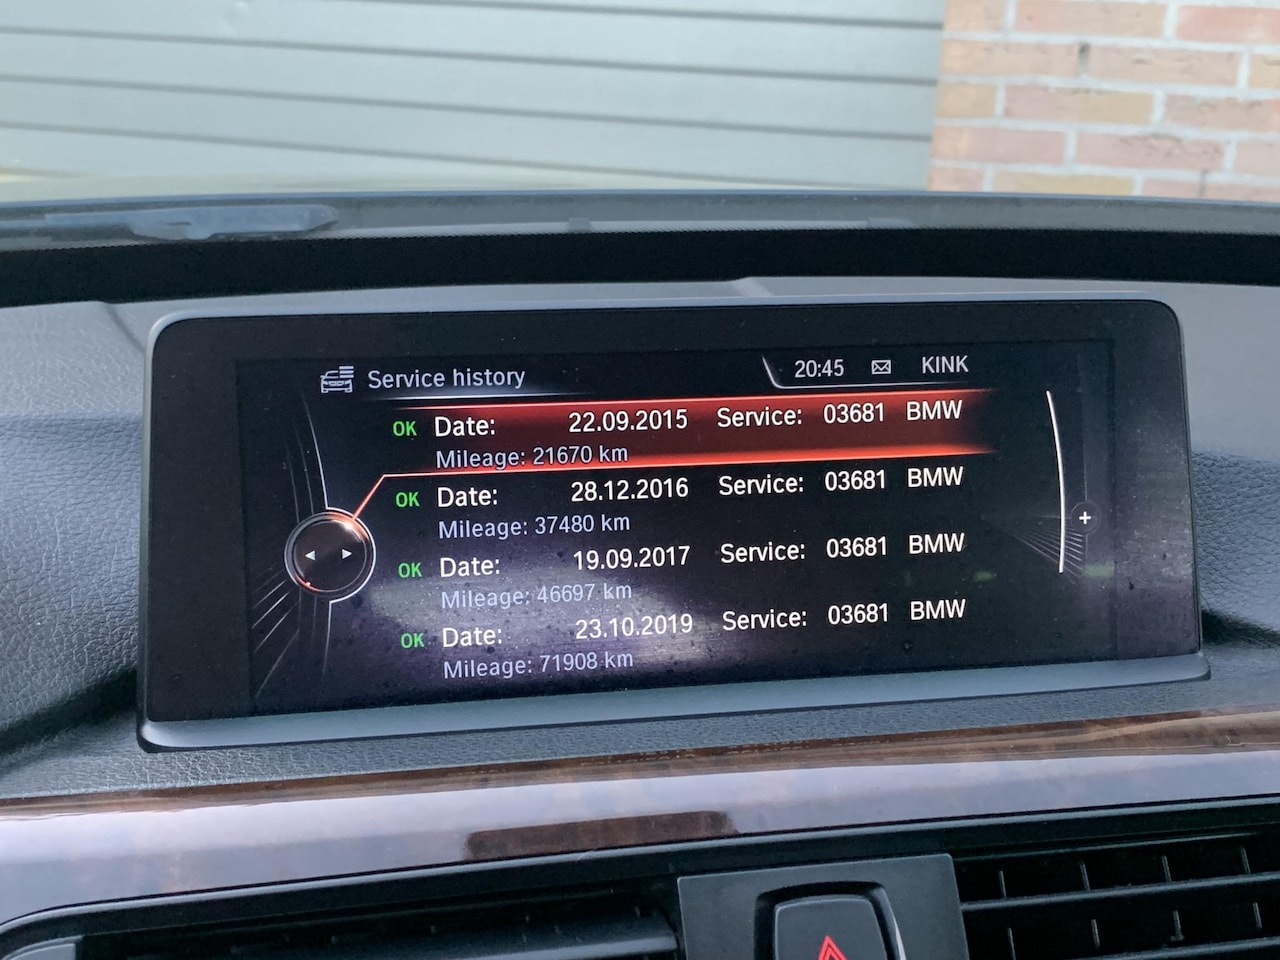 Service history 20:45 KINK
OK Date: 22.09.2015 Service: 03681 BMW
Mileage: 21670 km
OK Date: 28.12.2016 Service: 03681 BMW
Mileage: 37480 km
OK Date: 19.09.2017 Service: 03681 BMW
Mileage: 46697 km
OK Date: 23.10.2019 Service: 03681 BMW
Mileage: 71908 km